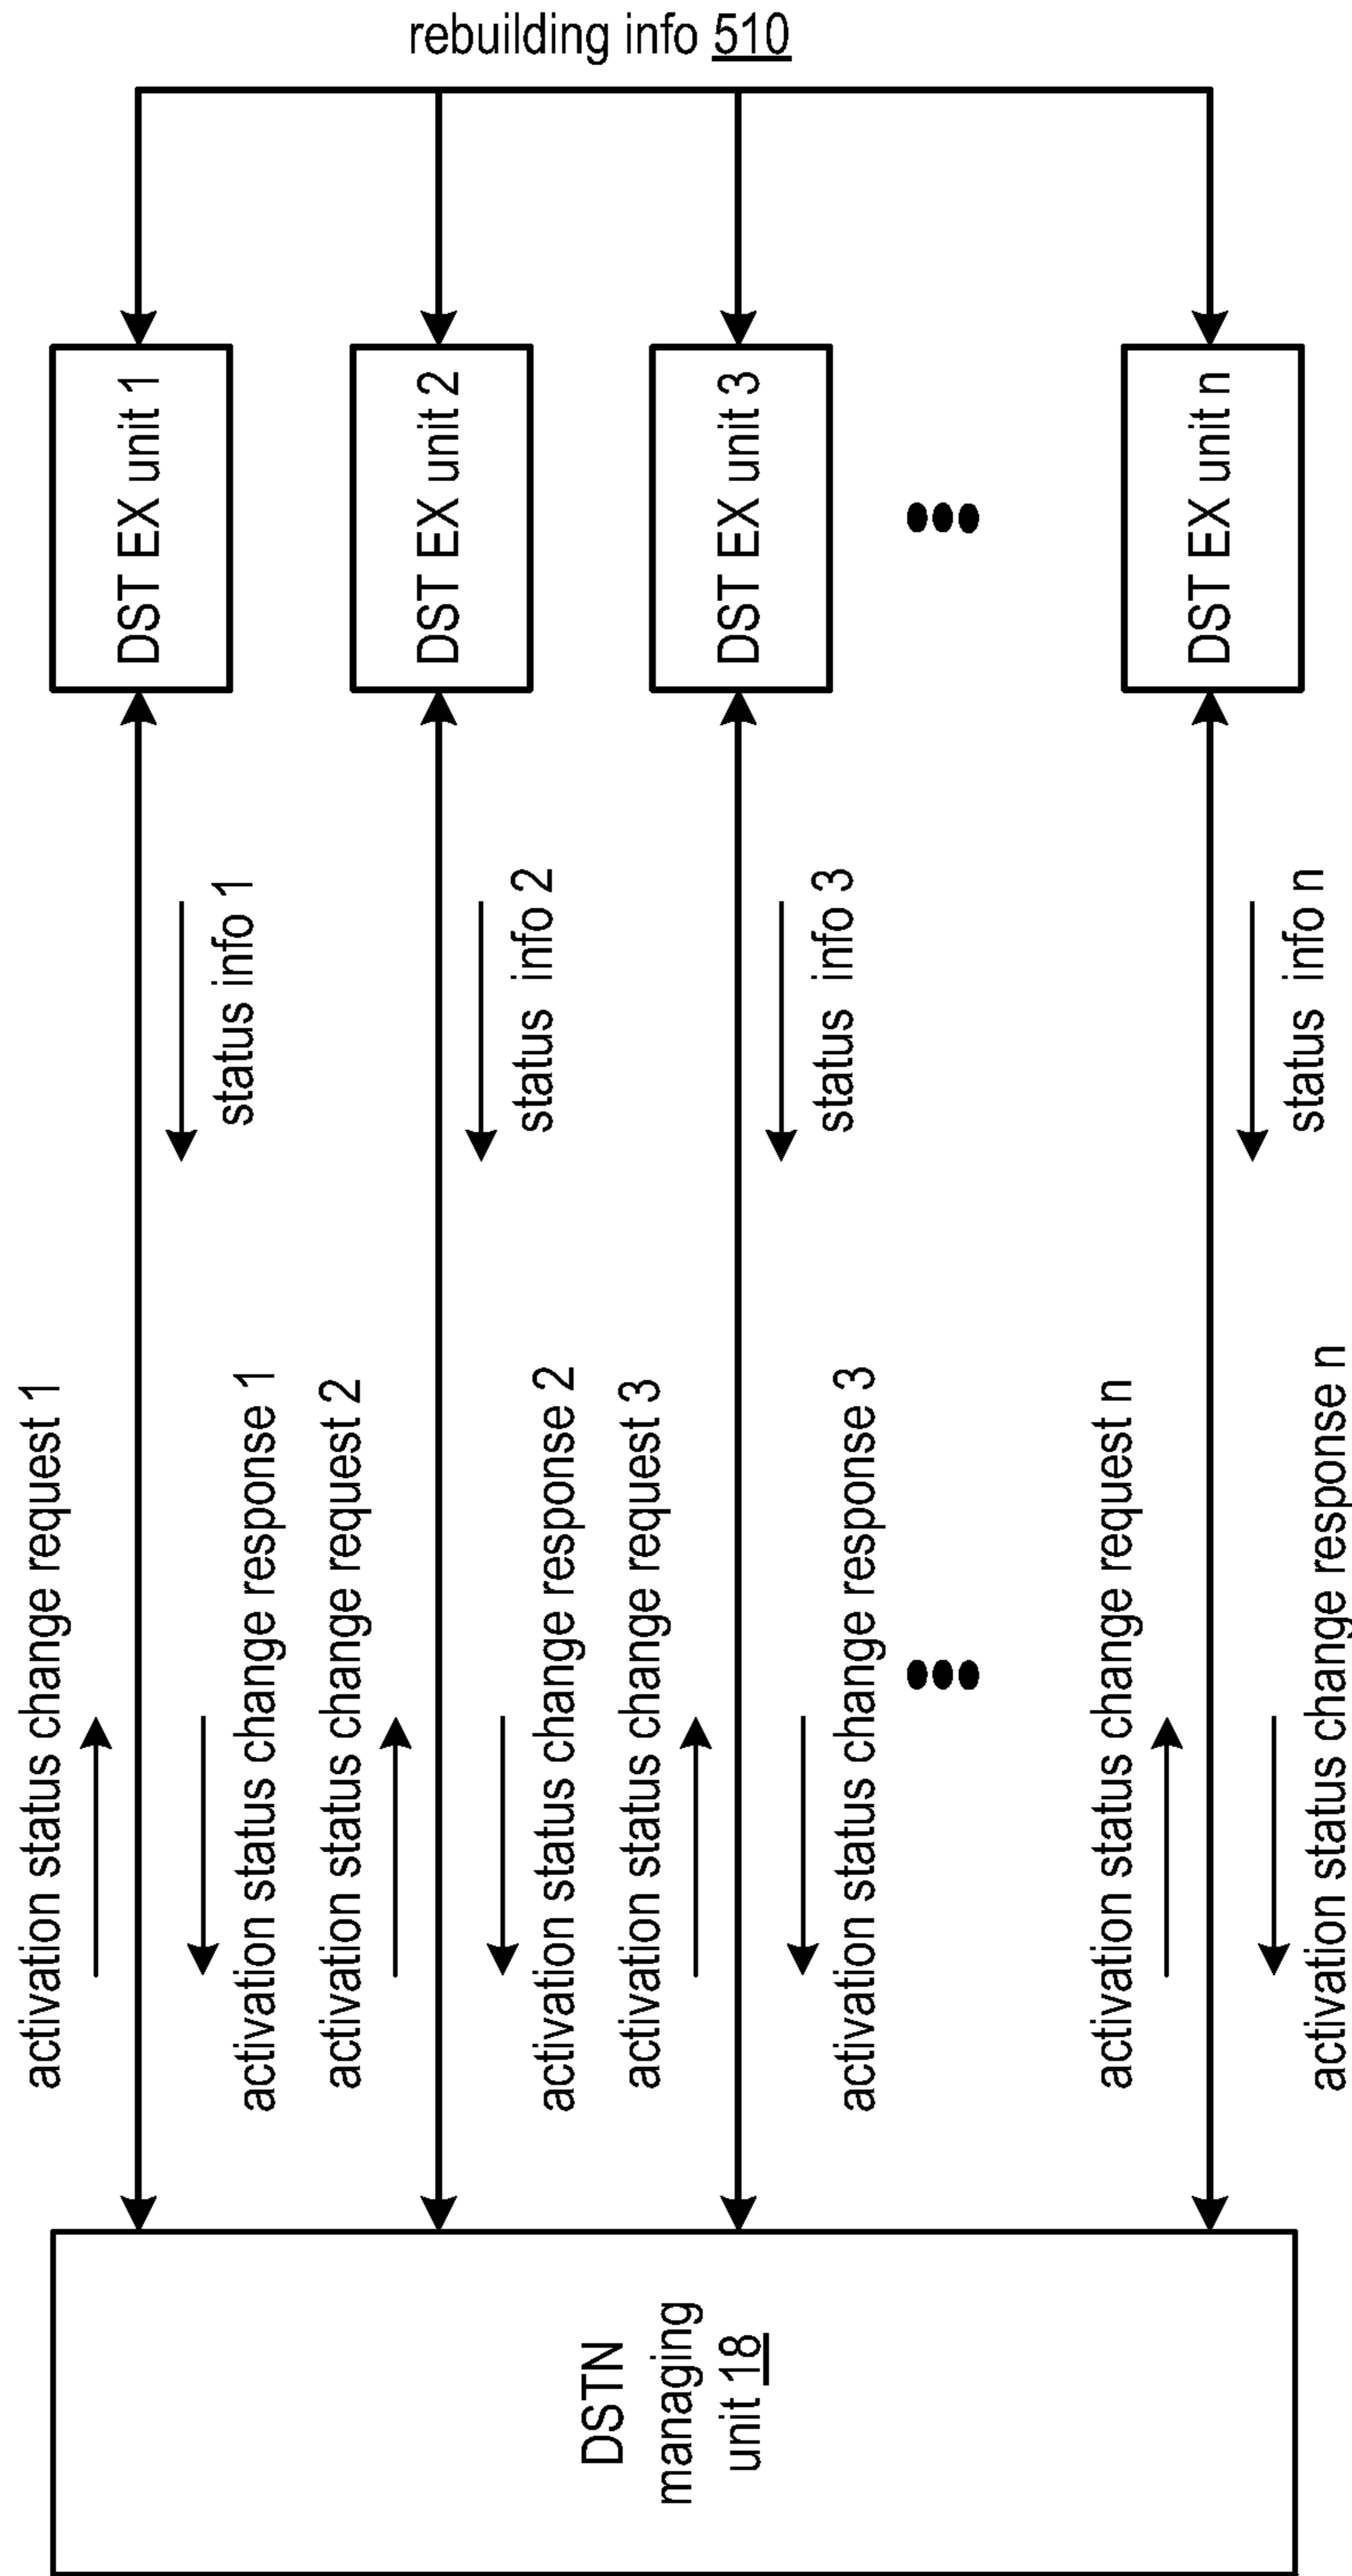 rebuilding info 510
DST EX unit 1
DST EX unit 2
DST EX unit 3
DST EX unit n
status info 1
status info 2
status info 3
status info n
activation status change request 1
activation status change response 1
activation status change request 2
activation status change response 2
activation status change request 3
activation status change response 3
activation status change request n
activation status change response n
DSTN
managing
unit 18